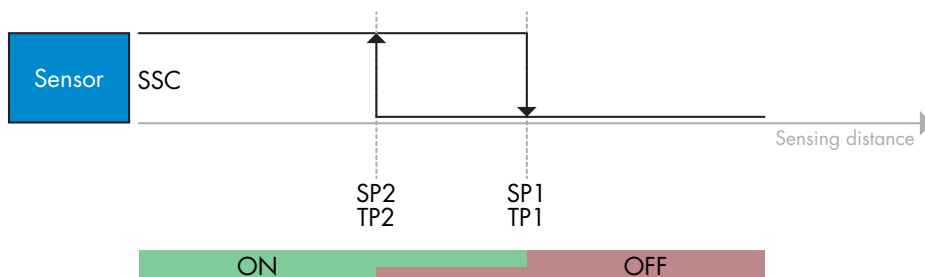 Sensor
SSC
Sensing distance
SP2
TP2
SP1
TP1
ON
OFF